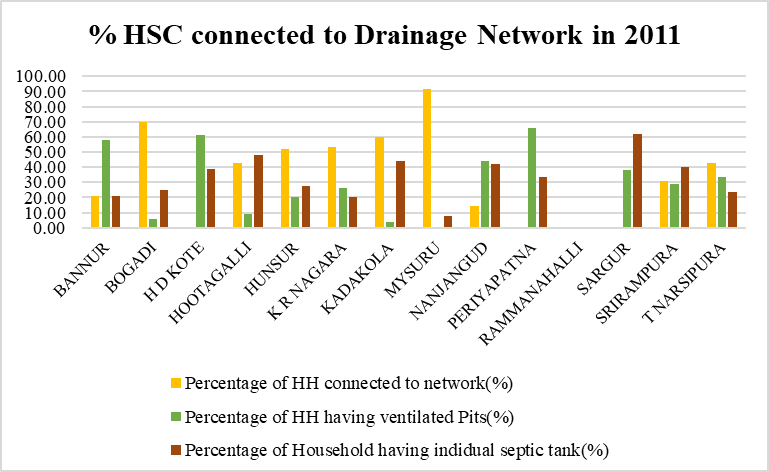 % HSC connected to Drainage Network in 2011
100.00
90.00
80.00
70.00
60.00
50.00
40.00
30.00
20.00
10.00
0.00
BANNUR
BOGADI
H D KOTE
HOOTAGALLI
HUNSUR
K R NAGARA
KADAKOLA
MYSURU
NANJANGUD
PERIYAPATNA
RAMMANAHALLI
SARGUR
SRIRAMPURA
T NARSIPURA
Percentage of HH connected to network(%)
Percentage of HH having ventilated Pits(%)
Percentage of Household having indidual septic tank(%)